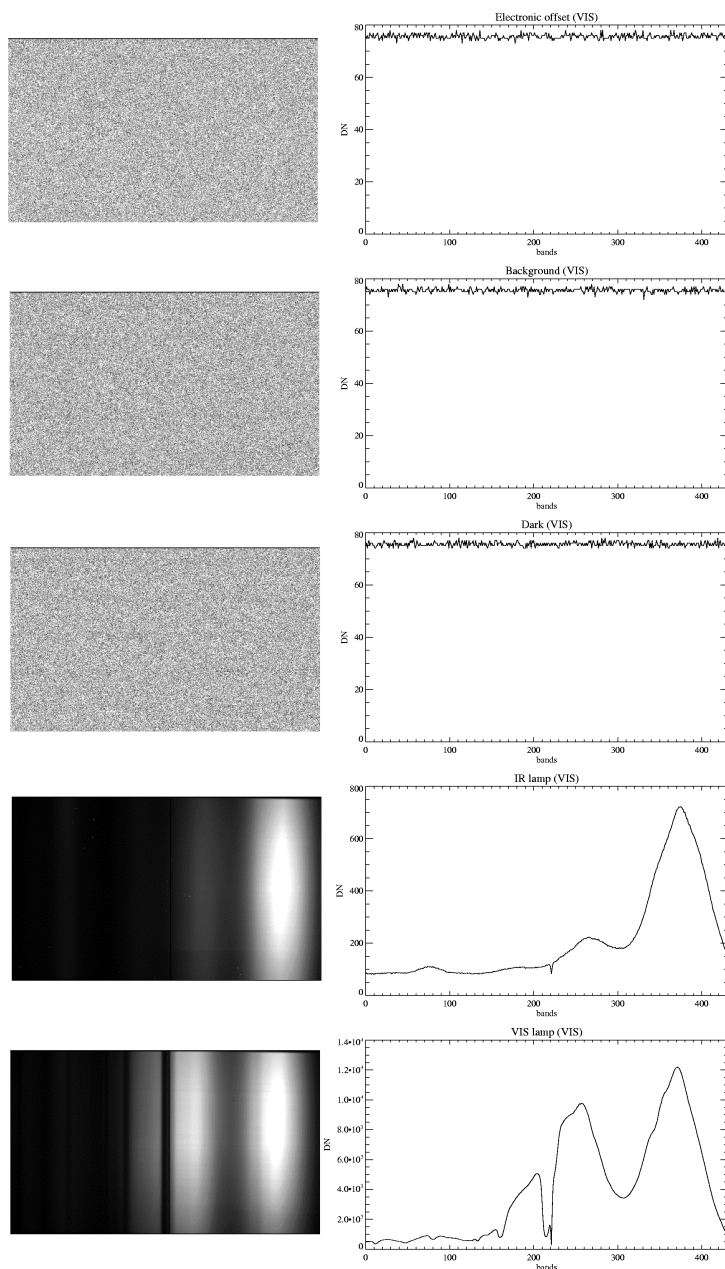 Electronic offset (VIS)
80
60
40
20
0
DN
0 100 200 300 400
bands
Background (VIS)
80
60
40
20
0
DN
0 100 200 300 400
bands
Dark (VIS)
80
60
40
20
0
DN
0 100 200 300 400
bands
IR lamp (VIS)
800
600
400
200
0
DN
0 100 200 300 400
bands
VIS lamp (VIS)
1.4•10⁴
1.2•10⁴
1.0•10⁴
8.0•10³
6.0•10³
4.0•10³
2.0•10³
0
DN
0 100 200 300 400
bands